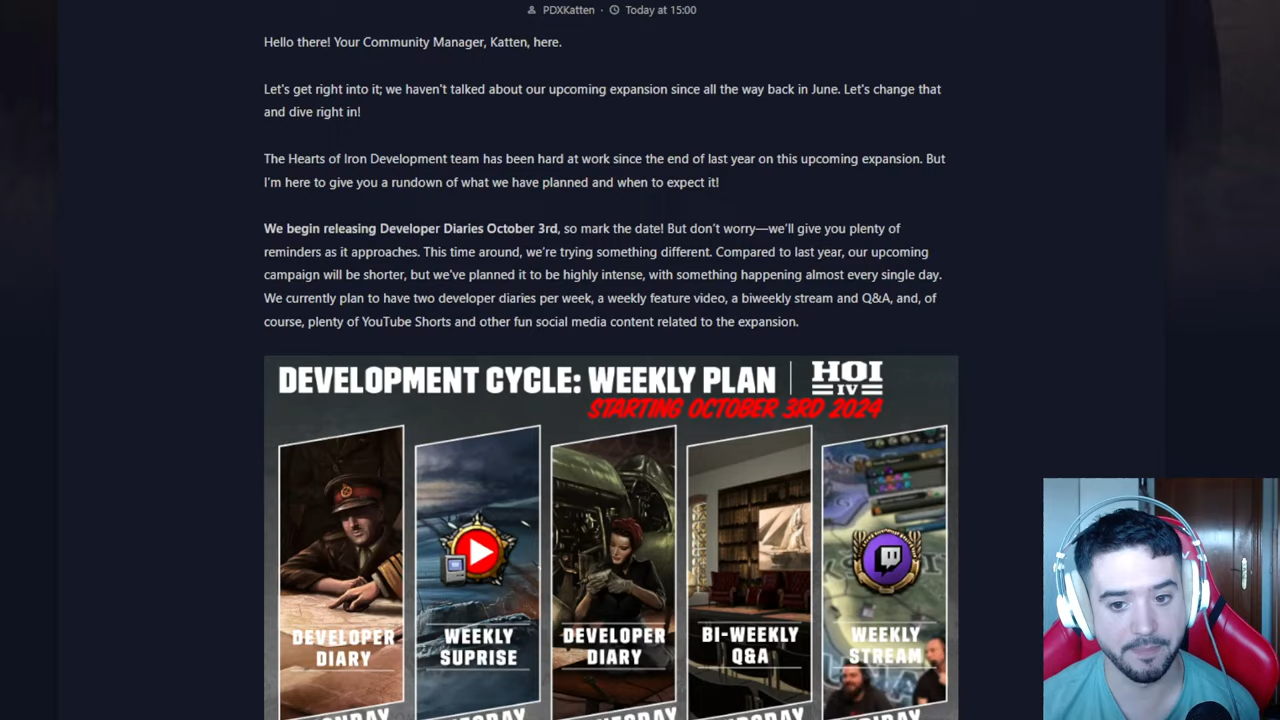 PDXKatten · Today at 15:00
Hello there! Your Community Manager, Katten, here.
Let's get right into it; we haven't talked about our upcoming expansion since all the way back in June. Let's change that
and dive right in!
The Hearts of Iron Development team has been hard at work since the end of last year on this upcoming expansion. But
I'm here to give you a rundown of what we have planned and when to expect it!
We begin releasing Developer Diaries October 3rd, so mark the date! But don't worry—we'll give you plenty of
reminders as it approaches. This time around, we're trying something different. Compared to last year, our upcoming
campaign will be shorter, but we've planned it to be highly intense, with something happening almost every single day.
We currently plan to have two developer diaries per week, a weekly feature video, a biweekly stream and Q&A, and, of
course, plenty of YouTube Shorts and other fun social media content related to the expansion.
DEVELOPMENT CYCLE: WEEKLY PLAN
HOI
IV
STARTING OCTOBER 3RD 2024
DEVELOPER
DIARY
WEEKLY
SUPRISE
DEVELOPER
DIARY
BI-WEEKLY
Q&A
WEEKLY
STREAM